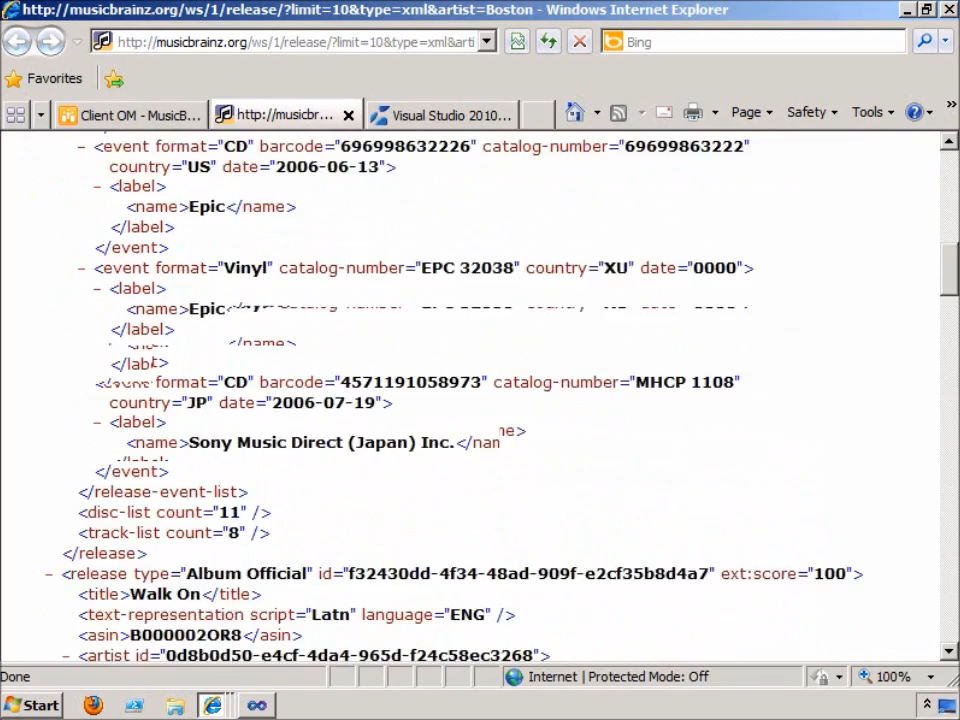 http://musicbrainz.org/ws/1/release/?limit=10&type=xml&artist=Boston - Windows Internet Explorer
http://musicbrainz.org/ws/1/release/?limit=10&type=xml&arti
Bing
Favorites
Client OM - MusicB...
http://musicbr...
Visual Studio 2010...
Page
Safety
Tools
- <event format="CD" barcode="696998632226" catalog-number="69699863222"
country="US" date="2006-06-13">
- <label>
<name>Epic</name>
</label>
</event>
- <event format="Vinyl" catalog-number="EPC 32038" country="XU" date="0000">
- <label>
<name>Epic
</label>
</name>
<event format="CD" barcode="4571191058973" catalog-number="MHCP 1108"
country="JP" date="2006-07-19">
- <label>
<name>Sony Music Direct (Japan) Inc.</nam
</event>
</release-event-list>
<disc-list count="11" />
<track-list count="8" />
</release>
- <release type="Album Official" id="f32430dd-4f34-48ad-909f-e2cf35b8d4a7" ext:score="100">
<title>Walk On</title>
<text-representation script="Latn" language="ENG" />
<asin>B000002OR8</asin>
- <artist id="0d8b0d50-e4cf-4da4-965d-f24c58ec3268">
Done
Internet | Protected Mode: Off
100%
Start